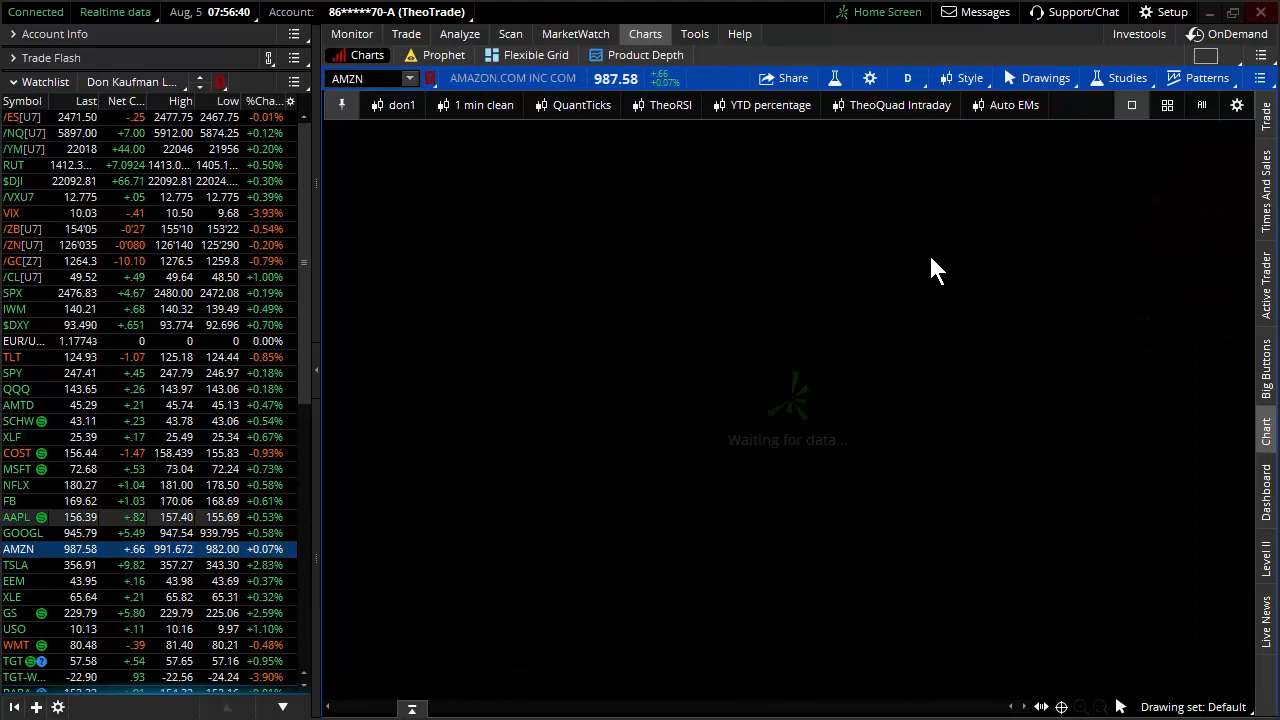 Connected Realtime data Aug, 5 07:56:40 Account: 86*****70-A (TheoTrade) Home Screen Messages Support/Chat Setup
Account Info
Trade Flash
Watchlist Don Kaufman L...
Symbol Last Net C... High Low %Cha...
/ES[U7] 2471.50 -.25 2477.75 2467.75 -0.01%
/NQ[U7] 5897.00 +7.00 5912.00 5874.25 +0.12%
/YM[U7] 22018 +44.00 22046 21956 +0.20%
RUT 1412.3... +7.0924 1413.0... 1405.1... +0.50%
$DJI 22092.81 +66.71 22092.81 22024.... +0.30%
/VXU7 12.775 +.05 12.775 12.775 +0.39%
VIX 10.03 -.41 10.50 9.68 -3.93%
/ZB[U7] 154'05 -0'27 155'10 153'22 -0.54%
/ZN[U7] 126'035 -0'080 126'140 125'290 -0.20%
/GC[Z7] 1264.3 -10.10 1276.5 1259.8 -0.79%
/CL[U7] 49.52 +.49 49.64 48.50 +1.00%
SPX 2476.83 +4.67 2480.00 2472.08 +0.19%
IWM 140.21 +.68 140.32 139.49 +0.49%
$DXY 93.490 +.651 93.774 92.696 +0.70%
EUR/U... 1.17743 0 0 0 0.00%
TLT 124.93 -1.07 125.18 124.44 -0.85%
SPY 247.41 +.45 247.79 246.97 +0.18%
QQQ 143.65 +.26 143.97 143.06 +0.18%
AMTD 45.29 +.21 45.74 45.13 +0.47%
SCHW 43.11 +.23 43.78 43.06 +0.54%
XLF 25.39 +.17 25.49 25.34 +0.67%
COST 156.44 -1.47 158.439 155.83 -0.93%
MSFT 72.68 +.53 73.04 72.24 +0.73%
NFLX 180.27 +1.04 181.00 178.50 +0.58%
FB 169.62 +1.03 170.06 168.69 +0.61%
AAPL 156.39 +.82 157.40 155.69 +0.53%
GOOGL 945.79 +5.49 947.54 939.795 +0.58%
AMZN 987.58 +.66 991.672 982.00 +0.07%
TSLA 356.91 +9.82 357.27 343.30 +2.83%
EEM 43.95 +.16 43.98 43.69 +0.37%
XLE 65.64 +.21 65.82 65.31 +0.32%
GS 229.79 +5.80 229.79 225.06 +2.59%
USO 10.13 +.11 10.16 9.97 +1.10%
WMT 80.48 -.39 81.40 80.21 -0.48%
TGT 57.58 +.54 57.65 57.16 +0.95%
TGT-W... -22.90 .93 -22.56 -24.24 -3.90%
Monitor Trade Analyze Scan MarketWatch Charts Tools Help Investools OnDemand
Charts Prophet Flexible Grid Product Depth
AMZN AMAZON.COM INC COM 987.58 +.66 +0.07% Share D Style Drawings Studies Patterns
don1 1 min clean QuantTicks TheoRSI YTD percentage TheoQuad Intraday Auto EMs All
Waiting for data...
Drawing set: Default
Trade
Times And Sales
Active Trader
Big Buttons
Chart
Dashboard
Level II
Live News